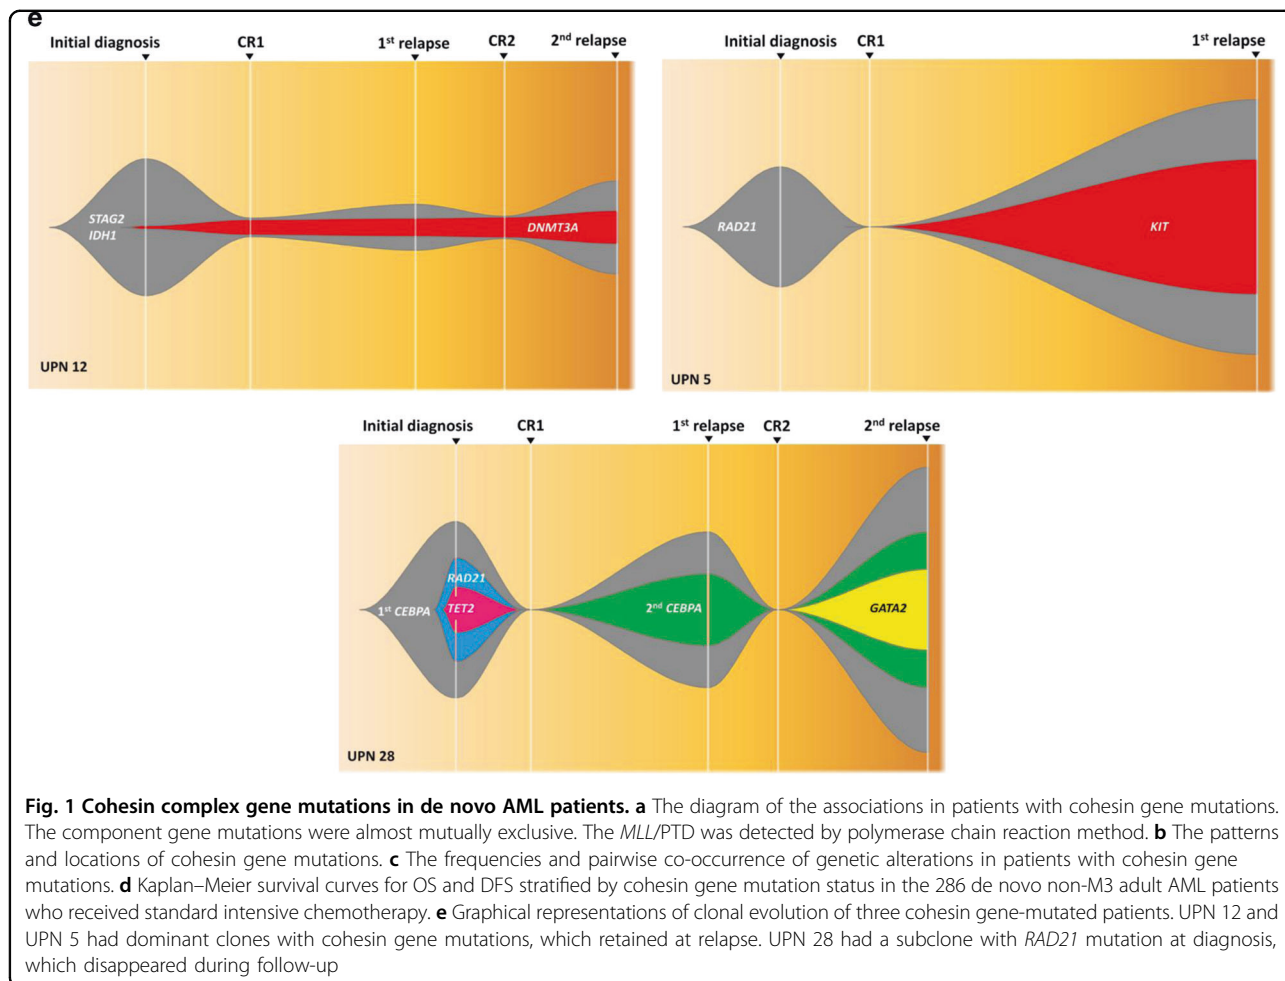 e
Initial diagnosis CR1 1st relapse CR2 2nd relapse
STAG2
IDH1
DNMT3A
UPN 12
Initial diagnosis CR1 1st relapse
RAD21
KIT
UPN 5
Initial diagnosis CR1 1st relapse CR2 2nd relapse
RAD21
1st CEBPA TET2 2nd CEBPA GATA2
UPN 28
Fig. 1 Cohesin complex gene mutations in de novo AML patients. a The diagram of the associations in patients with cohesin gene mutations.
The component gene mutations were almost mutually exclusive. The MLL/PTD was detected by polymerase chain reaction method. b The patterns
and locations of cohesin gene mutations. c The frequencies and pairwise co-occurrence of genetic alterations in patients with cohesin gene
mutations. d Kaplan–Meier survival curves for OS and DFS stratified by cohesin gene mutation status in the 286 de novo non-M3 adult AML patients
who received standard intensive chemotherapy. e Graphical representations of clonal evolution of three cohesin gene-mutated patients. UPN 12 and
UPN 5 had dominant clones with cohesin gene mutations, which retained at relapse. UPN 28 had a subclone with RAD21 mutation at diagnosis,
which disappeared during follow-up